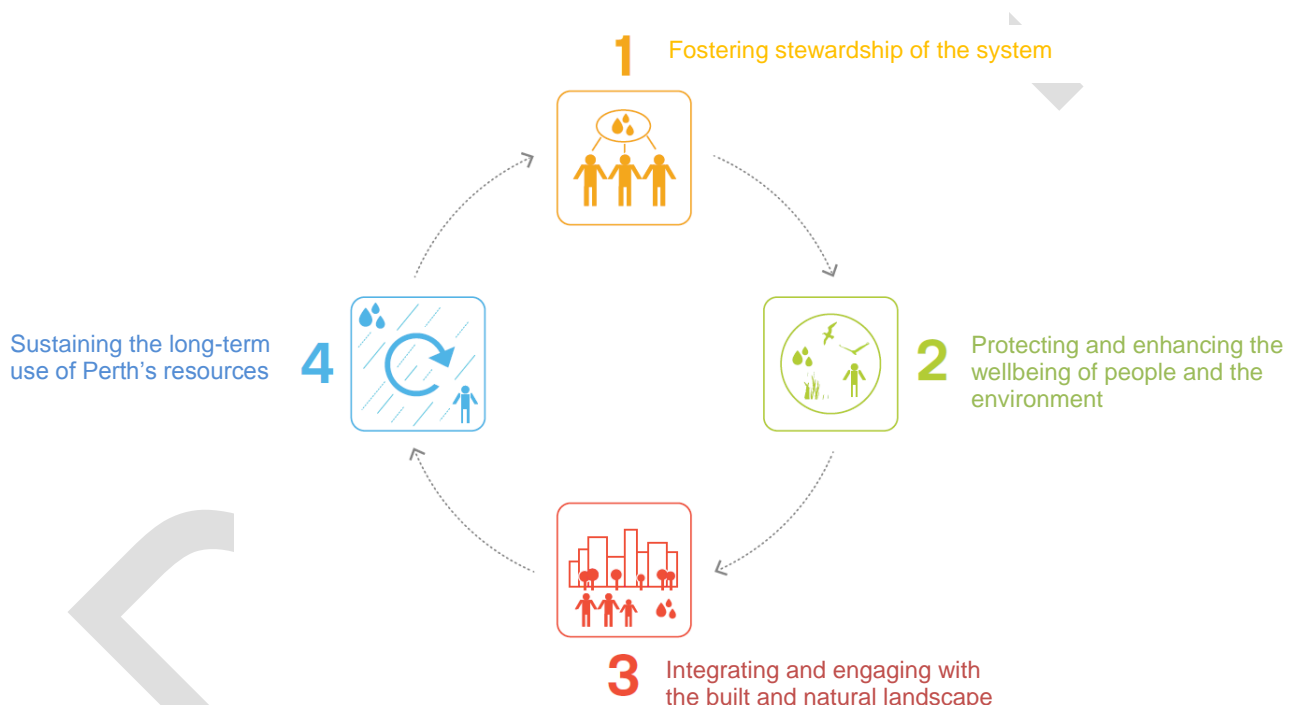 1
Fostering stewardship of the system
2
Protecting and enhancing the
wellbeing of people and the
environment
3
Integrating and engaging with
the built and natural landscape
4
Sustaining the long-term
use of Perth's resources